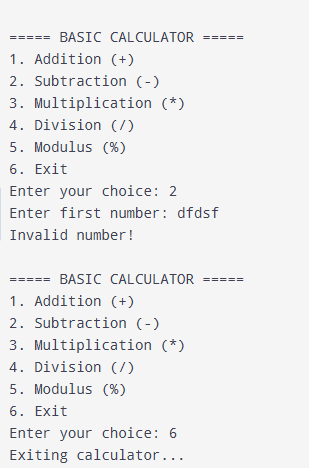 ===== BASIC CALCULATOR =====
1. Addition (+)
2. Subtraction (-)
3. Multiplication (*)
4. Division (/)
5. Modulus (%)
6. Exit
Enter your choice: 2
Enter first number: dfdsf
Invalid number!

===== BASIC CALCULATOR =====
1. Addition (+)
2. Subtraction (-)
3. Multiplication (*)
4. Division (/)
5. Modulus (%)
6. Exit
Enter your choice: 6
Exiting calculator...